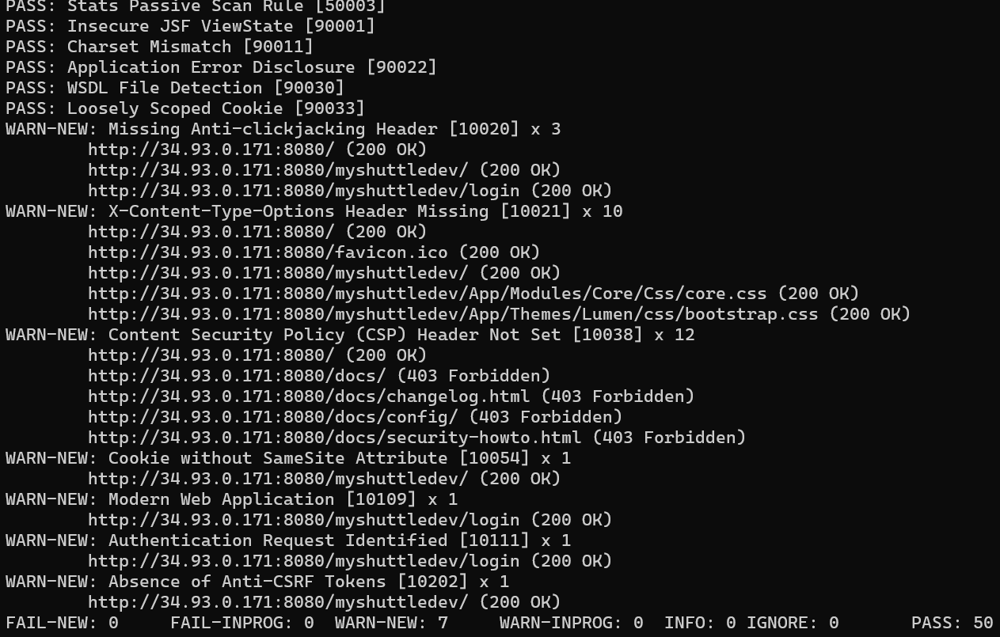 PASS: Stats Passive Scan Rule [50003]
PASS: Insecure JSF ViewState [90001]
PASS: Charset Mismatch [90011]
PASS: Application Error Disclosure [90022]
PASS: WSDL File Detection [90030]
PASS: Loosely Scoped Cookie [90033]
WARN-NEW: Missing Anti-clickjacking Header [10020] x 3
http://34.93.0.171:8080/ (200 OK)
http://34.93.0.171:8080/myshuttledev/ (200 OK)
http://34.93.0.171:8080/myshuttledev/login (200 OK)
WARN-NEW: X-Content-Type-Options Header Missing [10021] x 10
http://34.93.0.171:8080/ (200 OK)
http://34.93.0.171:8080/favicon.ico (200 OK)
http://34.93.0.171:8080/myshuttledev/ (200 OK)
http://34.93.0.171:8080/myshuttledev/App/Modules/Core/Css/core.css (200 OK)
http://34.93.0.171:8080/myshuttledev/App/Themes/Lumen/css/bootstrap.css (200 OK)
WARN-NEW: Content Security Policy (CSP) Header Not Set [10038] x 12
http://34.93.0.171:8080/ (200 OK)
http://34.93.0.171:8080/docs/ (403 Forbidden)
http://34.93.0.171:8080/docs/changelog.html (403 Forbidden)
http://34.93.0.171:8080/docs/config/ (403 Forbidden)
http://34.93.0.171:8080/docs/security-howto.html (403 Forbidden)
WARN-NEW: Cookie without SameSite Attribute [10054] x 1
http://34.93.0.171:8080/myshuttledev/ (200 OK)
WARN-NEW: Modern Web Application [10109] x 1
http://34.93.0.171:8080/myshuttledev/login (200 OK)
WARN-NEW: Authentication Request Identified [10111] x 1
http://34.93.0.171:8080/myshuttledev/login (200 OK)
WARN-NEW: Absence of Anti-CSRF Tokens [10202] x 1
http://34.93.0.171:8080/myshuttledev/ (200 OK)
FAIL-NEW: 0 FAIL-INPROG: 0 WARN-NEW: 7 WARN-INPROG: 0 INFO: 0 IGNORE: 0 PASS: 50